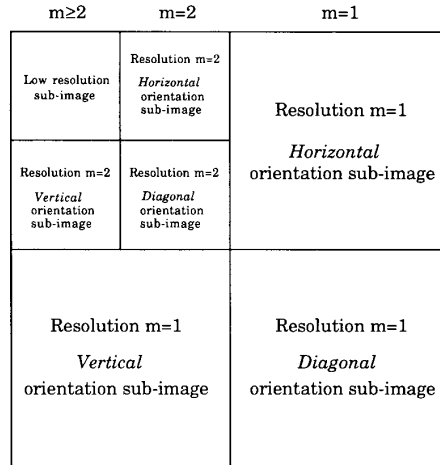 m≥2
m=2
m=1
Low resolution
sub-image
Resolution m=2
Horizontal
orientation
sub-image
Resolution m=1
Horizontal
orientation sub-image
Resolution m=2
Vertical
orientation
sub-image
Resolution m=2
Diagonal
orientation
sub-image
Resolution m=1
Vertical
orientation sub-image
Resolution m=1
Diagonal
orientation sub-image